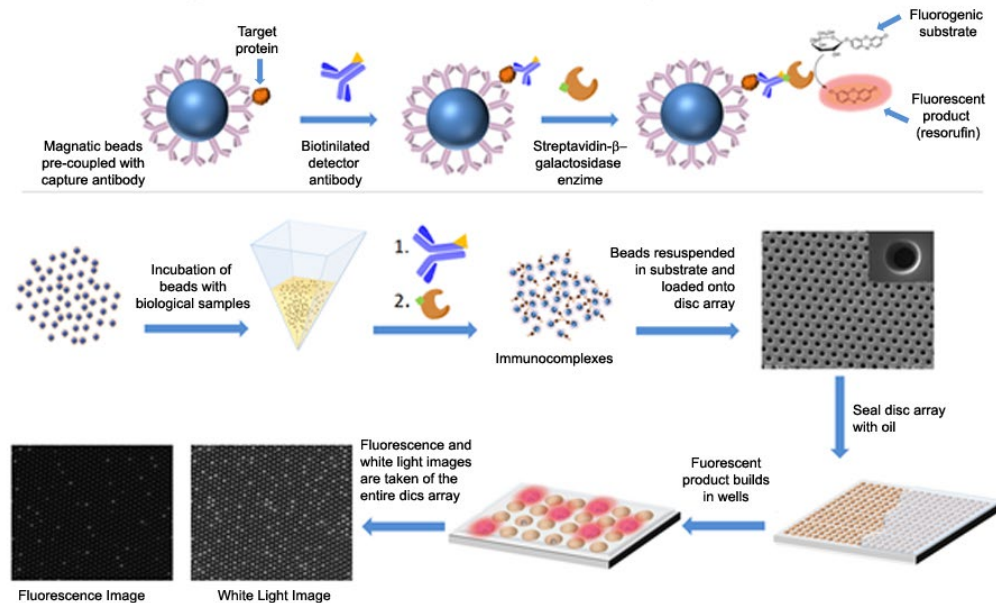 Target
protein
Fluorogenic
substrate
Magnetic beads
pre-coupled with
capture antibody
Biotinilated
detector
antibody
Streptavidin-β–
galactosidase
enzime
Fluorescent
product
(resorufin)
Incubation of
beads with
biological samples
1.
2.
Immunocomplexes
Beads resuspended
in substrate and
loaded onto
disc array
Seal disc array
with oil
Fuorescent
product builds
in wells
Fluorescence and
white light images
are taken of the
entire dics array
Fluorescence Image
White Light Image